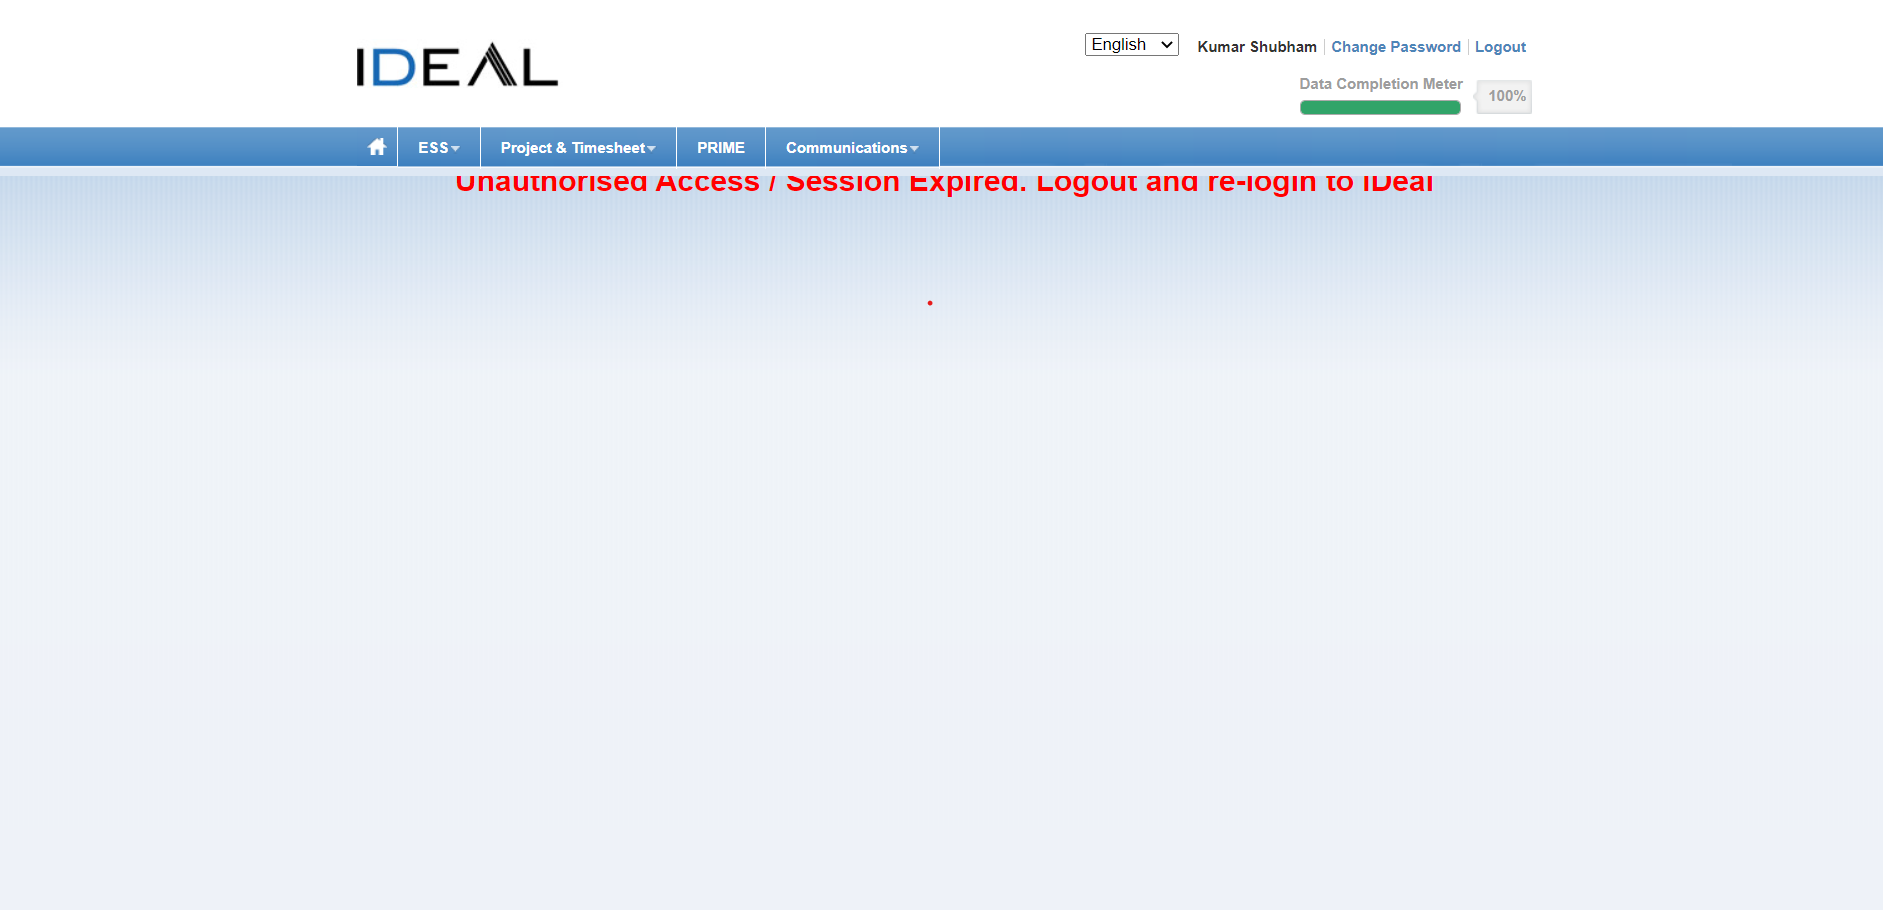 IDEAL
English
Kumar Shubham
Change Password
Logout
Data Completion Meter
100%
ESS
Project & Timesheet
PRIME
Communications
Unauthorised Access / Session Expired. Logout and re-login to iDeal